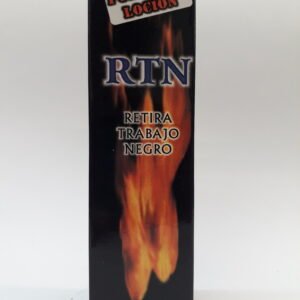 LOCION
RTN
RETIRA
TRABAJO
NEGRO